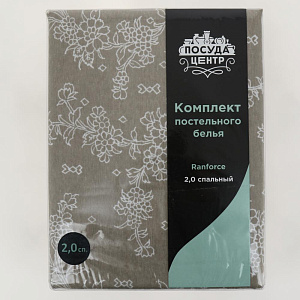 ПОСУДА
ЦЕНТР
Комплект
постельного
белья
Ranforce
2,0 спальный
2,0 сп.